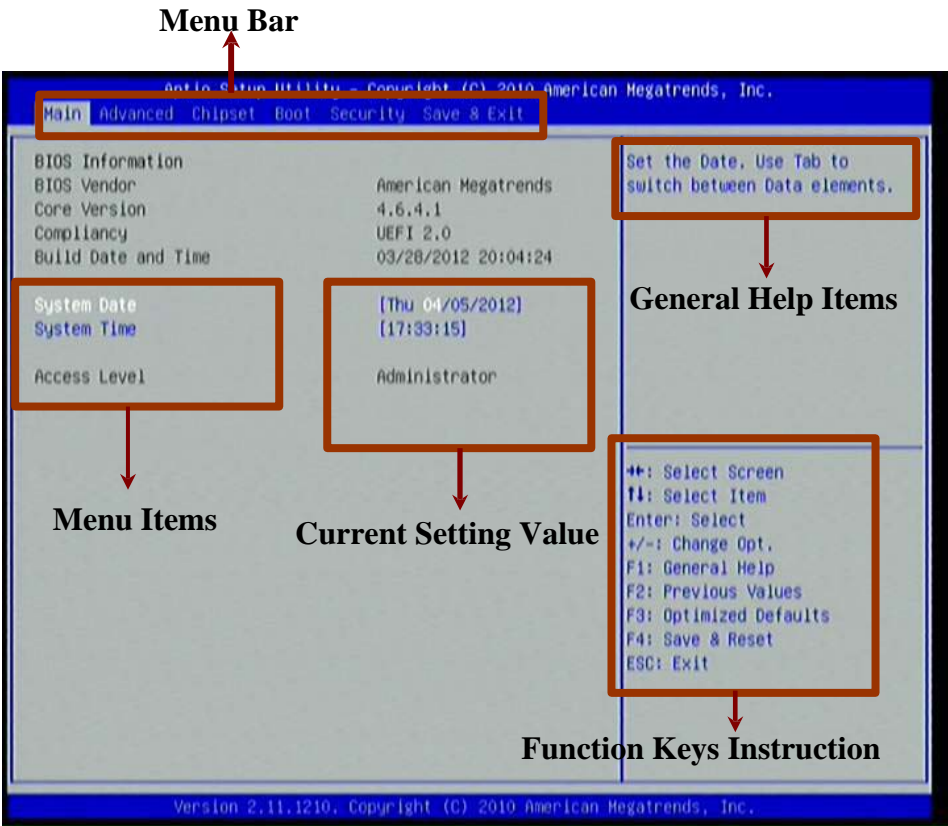 Menu Bar
Aptio Setup Utility - Copyright (C) 2010 American Megatrends, Inc.
Main Advanced Chipset Boot Security Save & Exit
BIOS Information
BIOS Vendor American Megatrends
Core Version 4.6.4.1
Compliancy UEFI 2.0
Build Date and Time 03/28/2012 20:04:24
System Date [Thu 04/05/2012]
System Time [17:33:15]
Access Level Administrator
Set the Date. Use Tab to
switch between Data elements.
General Help Items
Menu Items
Current Setting Value
→←: Select Screen
↑↓: Select Item
Enter: Select
+/-: Change Opt.
F1: General Help
F2: Previous Values
F3: Optimized Defaults
F4: Save & Reset
ESC: Exit
Function Keys Instruction
Version 2.11.1210. Copyright (C) 2010 American Megatrends, Inc.